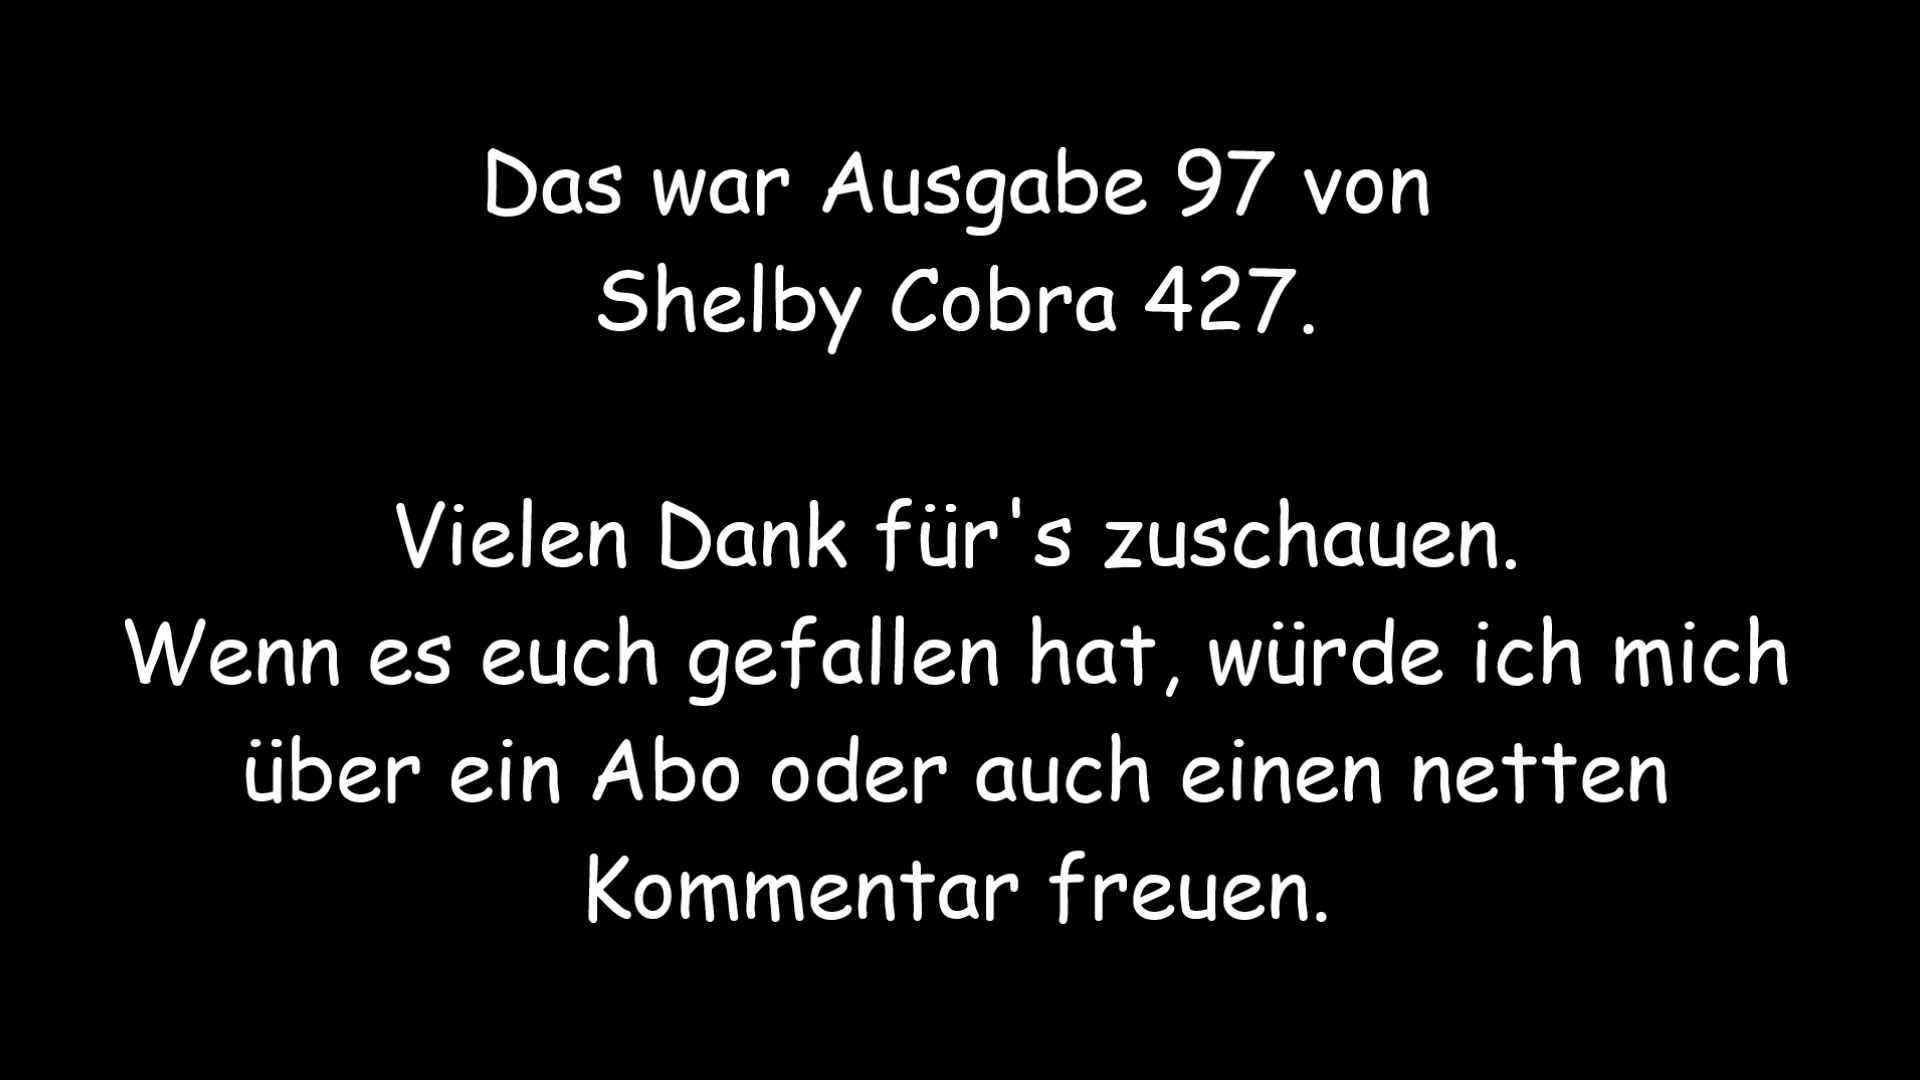 Das war Ausgabe 97 von
Shelby Cobra 427.
Vielen Dank für's zuschauen.
Wenn es euch gefallen hat, würde ich mich
über ein Abo oder auch einen netten
Kommentar freuen.